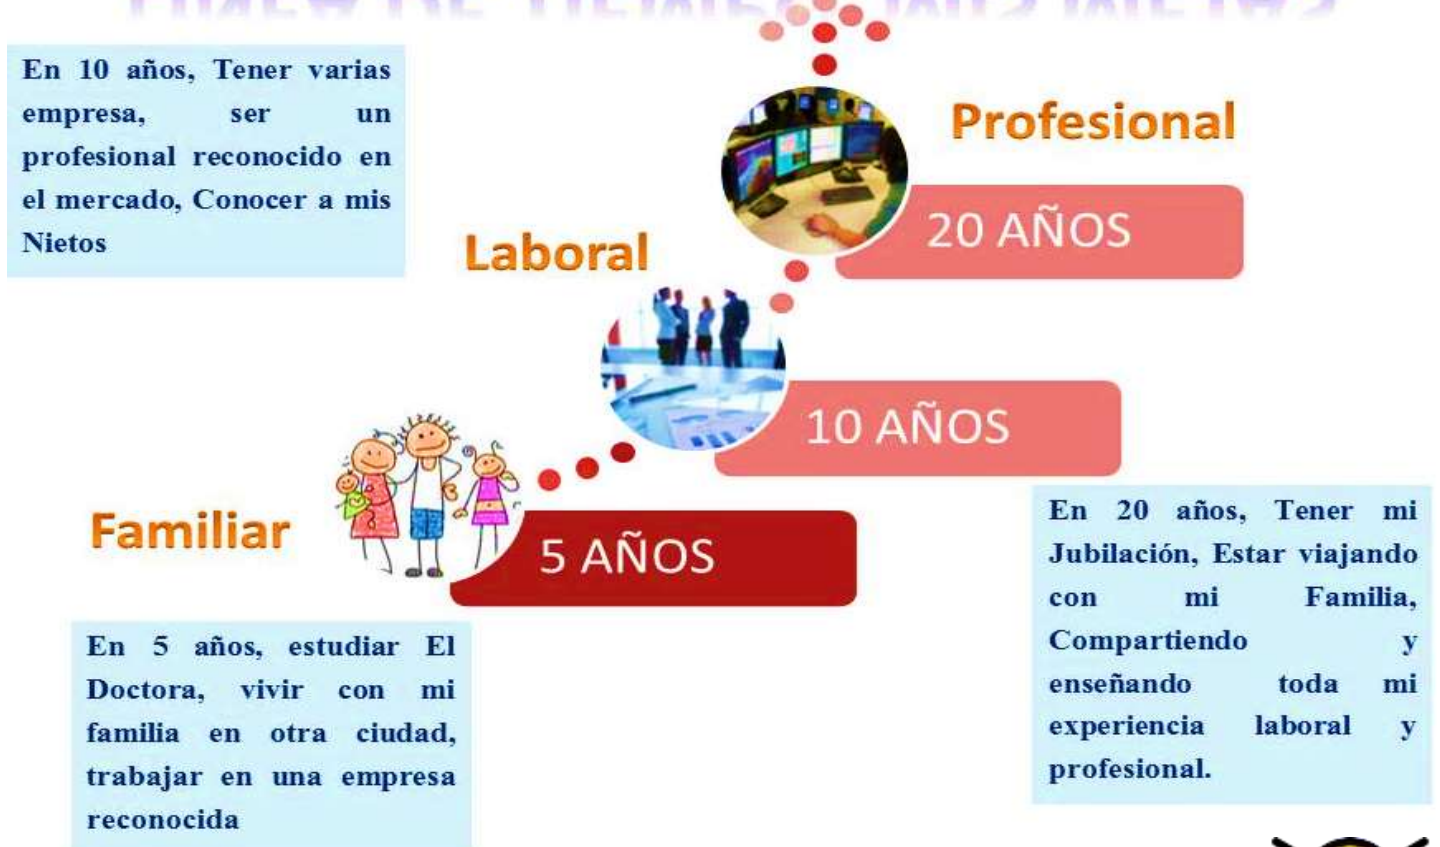 En 10 años, Tener varias
empresa, ser un
profesional reconocido en
el mercado, Conocer a mis
Nietos
Profesional
20 AÑOS
Laboral
10 AÑOS
Familiar
5 AÑOS
En 5 años, estudiar El
Doctora, vivir con mi
familia en otra ciudad,
trabajar en una empresa
reconocida
En 20 años, Tener mi
Jubilación, Estar viajando
con mi Familia,
Compartiendo y
enseñando toda mi
experiencia laboral y
profesional.